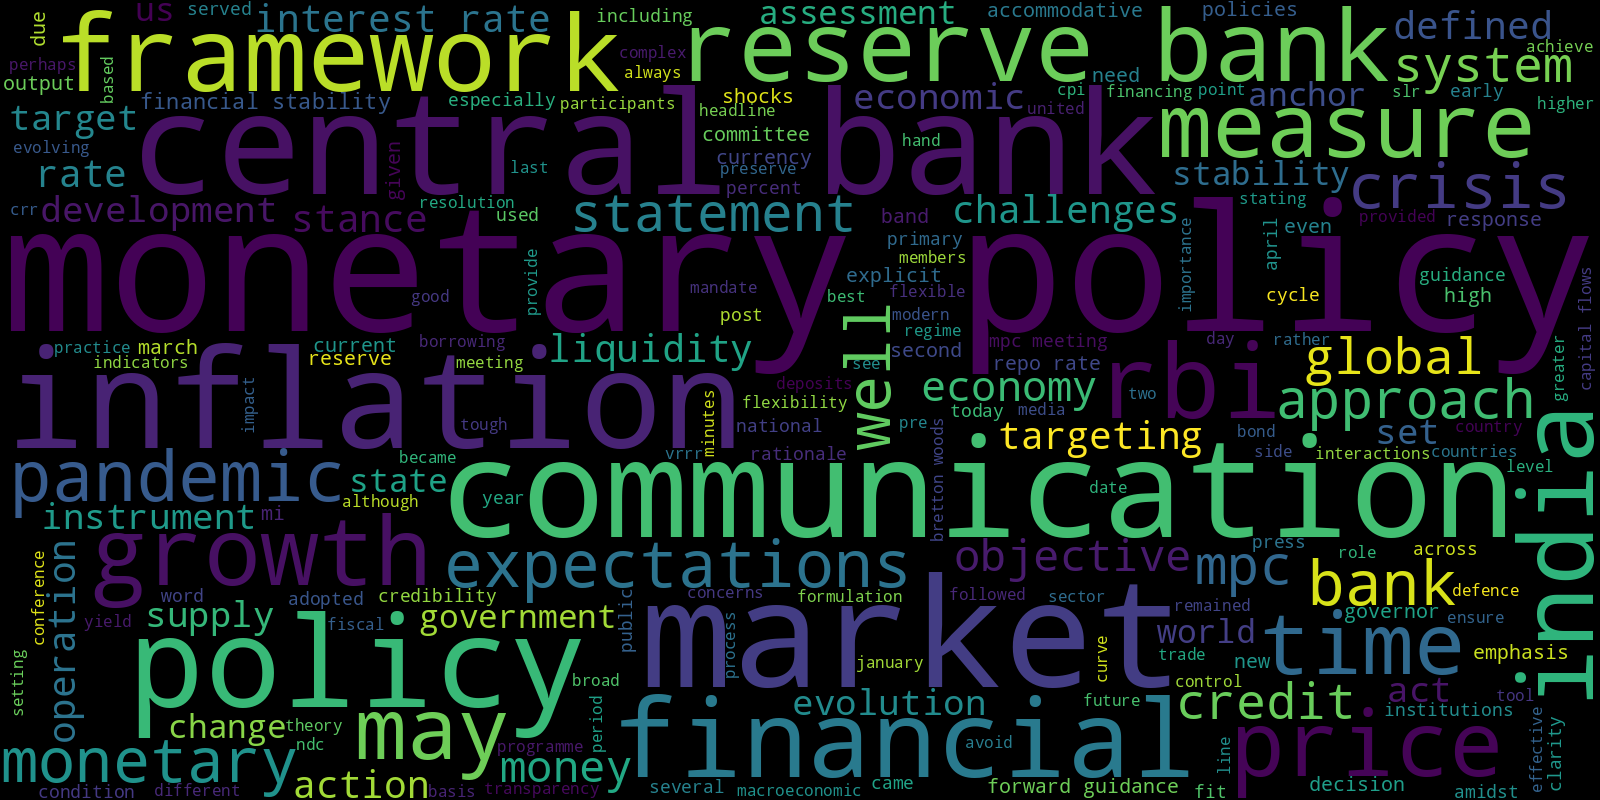 us
served
interest rate
including
assessment
accommodative
policies
defined
due
framework
reserve bank
perhaps
complex
always
achieve
system
output
based
need
cpi
financing
point
anchor
slr
early
higher
financial stability
especially
participants
shocks
headline
economic
united
measure
target
central bank
committee
hand
currency
preserve
percent
evolving
given
last
rate
stability
crisis
crr
development
stance
resolution
used
statement
band
challenges
stating
provided
response
monetary policy
primary
members
importance
april
even
provide
explicit
guidance
mandate
flexible
best
good
cycle
high
capital flows
post
modern
regime
well
practice
march
current
borrowing
liquidity
second
mpc meeting
day
rather
global
indicators
reserve
meeting
see
repo rate
greater
inflation
deposits
economy
rbi
two
approach
impact
flexibility
minutes
today
media
tough
national
pre
targeting
bond
set
country
pandemic
became
vrrr
rationale
side
interactions
countries
state
communication
level
india
although
year
date
bretton woods
instrument
mi
growth
expectations
objective
press
mpc
role
across
conference
operation
bank
defence
word
adopted
credibility
concerns
formulation
followed
sector
remained
governor
ensure
yield
supply
fiscal
government
public
market
world
time
emphasis
policy
process
january
curve
trade
new
setting
broad
control
change
theory
ndc
may
period
evolution
future
credit
act
tool
institutions
financial
monetary
programme
avoid
line
price
effective
clarity
action
money
condition
different
basis
transparency
several
macroeconomic
came
forward guidance
fit
decision
amidst